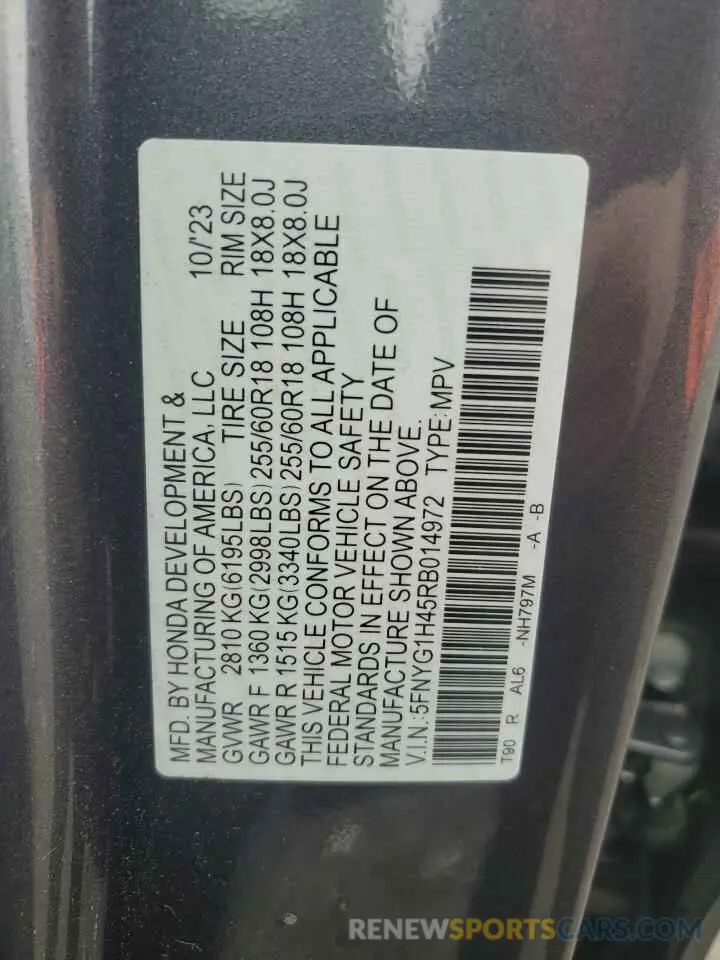 MFD. BY HONDA DEVELOPMENT &
MANUFACTURING OF AMERICA, LLC 10/'23
GVWR 2810 KG(6195LBS) TIRE SIZE RIM SIZE
GAWR F 1360 KG(2998LBS) 255/60R18 108H 18X8.0J
GAWR R 1515 KG(3340LBS) 255/60R18 108H 18X8.0J
THIS VEHICLE CONFORMS TO ALL APPLICABLE
FEDERAL MOTOR VEHICLE SAFETY
STANDARDS IN EFFECT ON THE DATE OF
MANUFACTURE SHOWN ABOVE.
V.I.N.:5FNYG1H45RB014972 TYPE:MPV
T90 R AL6 -NH797M -A -B
RENEWSPORTSCARS.COM